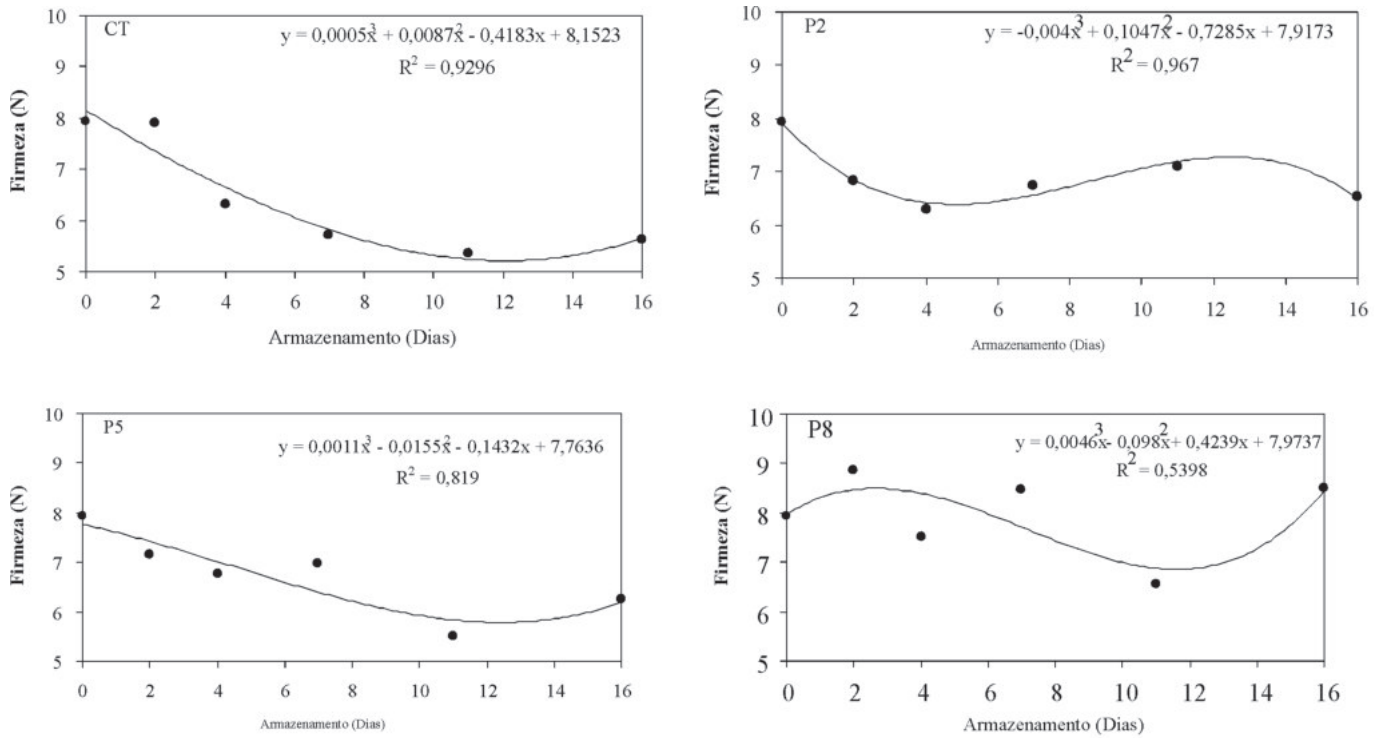 CT
y = 0,0005x³ + 0,0087x² - 0,4183x + 8,1523
R² = 0,9296
Firmeza (N)
10
9
8
7
6
5
0 2 4 6 8 10 12 14 16
Armazenamento (Dias)
P2
y = -0,004x³ + 0,1047x² - 0,7285x + 7,9173
R² = 0,967
Firmeza (N)
10
9
8
7
6
5
0 2 4 6 8 10 12 14 16
Armazenamento (Dias)
P5
y = 0,0011x³ - 0,0155x² - 0,1432x + 7,7636
R² = 0,819
Firmeza (N)
10
9
8
7
6
5
0 2 4 6 8 10 12 14 16
Armazenamento (Dias)
P8
y = 0,0046x³ - 0,098x² + 0,4239x + 7,9737
R² = 0,5398
Firmeza (N)
10
9
8
7
6
5
0 2 4 6 8 10 12 14 16
Armazenamento (Dias)